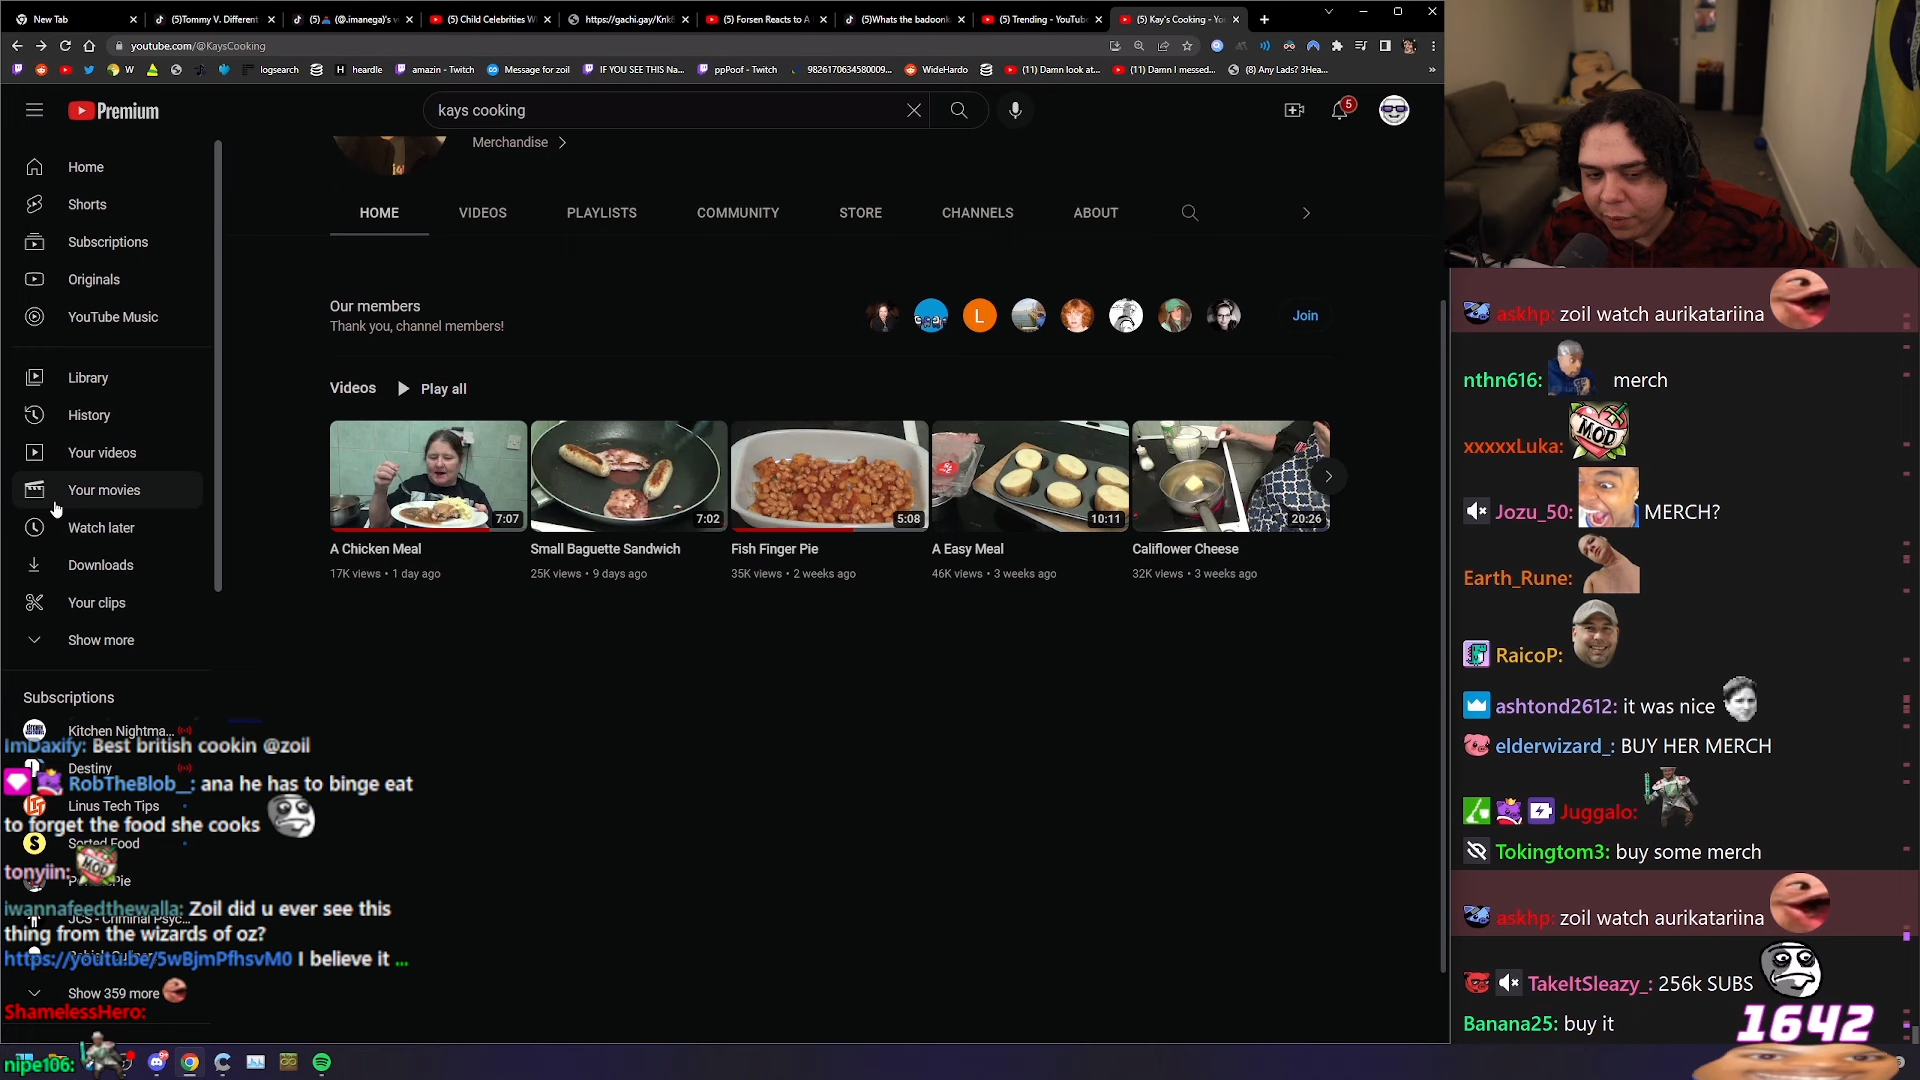 New Tab
(5)Tommy V. Different
(5) (@.imanega)'s vi
(5) Child Celebrities W
https://gachi.gay/Knk
(5) Forsen Reacts to A
(5)Whats the badoonk
(5) Trending - YouTube
(5) Kay's Cooking - Yo
youtube.com/@KaysCooking
W
logsearch
H heardle
amazin - Twitch
Message for zoil
IF YOU SEE THIS Na...
ppPoof - Twitch
9826170634580009...
WideHardo
(11) Damn look at...
(11) Damn I messed...
(8) Any Lads? 3Hea...
Premium
kays cooking
5
Merchandise
Home
Shorts
Subscriptions
Originals
YouTube Music
Library
History
Your videos
Your movies
Watch later
Downloads
Your clips
Show more
Subscriptions
Kitchen Nightma...
Destiny
Linus Tech Tips
Sorted Food
JCS - Criminal Psyc...
Show 359 more
HOME
VIDEOS
PLAYLISTS
COMMUNITY
STORE
CHANNELS
ABOUT
Our members
Thank you, channel members!
L
Join
Videos
Play all
7:07
7:02
5:08
10:11
20:26
A Chicken Meal
17K views • 1 day ago
Small Baguette Sandwich
25K views • 9 days ago
Fish Finger Pie
35K views • 2 weeks ago
A Easy Meal
46K views • 3 weeks ago
Califlower Cheese
32K views • 3 weeks ago
ImDaxify: Best british cookin @zoil
RobTheBlob__: ana he has to binge eat
to forget the food she cooks
tonyiin: MOD
iwannafeedthewalla: Zoil did u ever see this
thing from the wizards of oz?
https://youtu.be/5wBjmPfhsvM0 I believe it ...
ShamelessHero:
nipe106:
askhp: zoil watch aurikatariina
nthn616: merch
xxxxxLuka: MOD
Jozu_50: MERCH?
Earth_Rune:
RaicoP:
ashtond2612: it was nice
elderwizard_: BUY HER MERCH
Juggalo:
Tokingtom3: buy some merch
askhp: zoil watch aurikatariina
TakeItSleazy_: 256k SUBS
Banana25: buy it
1642